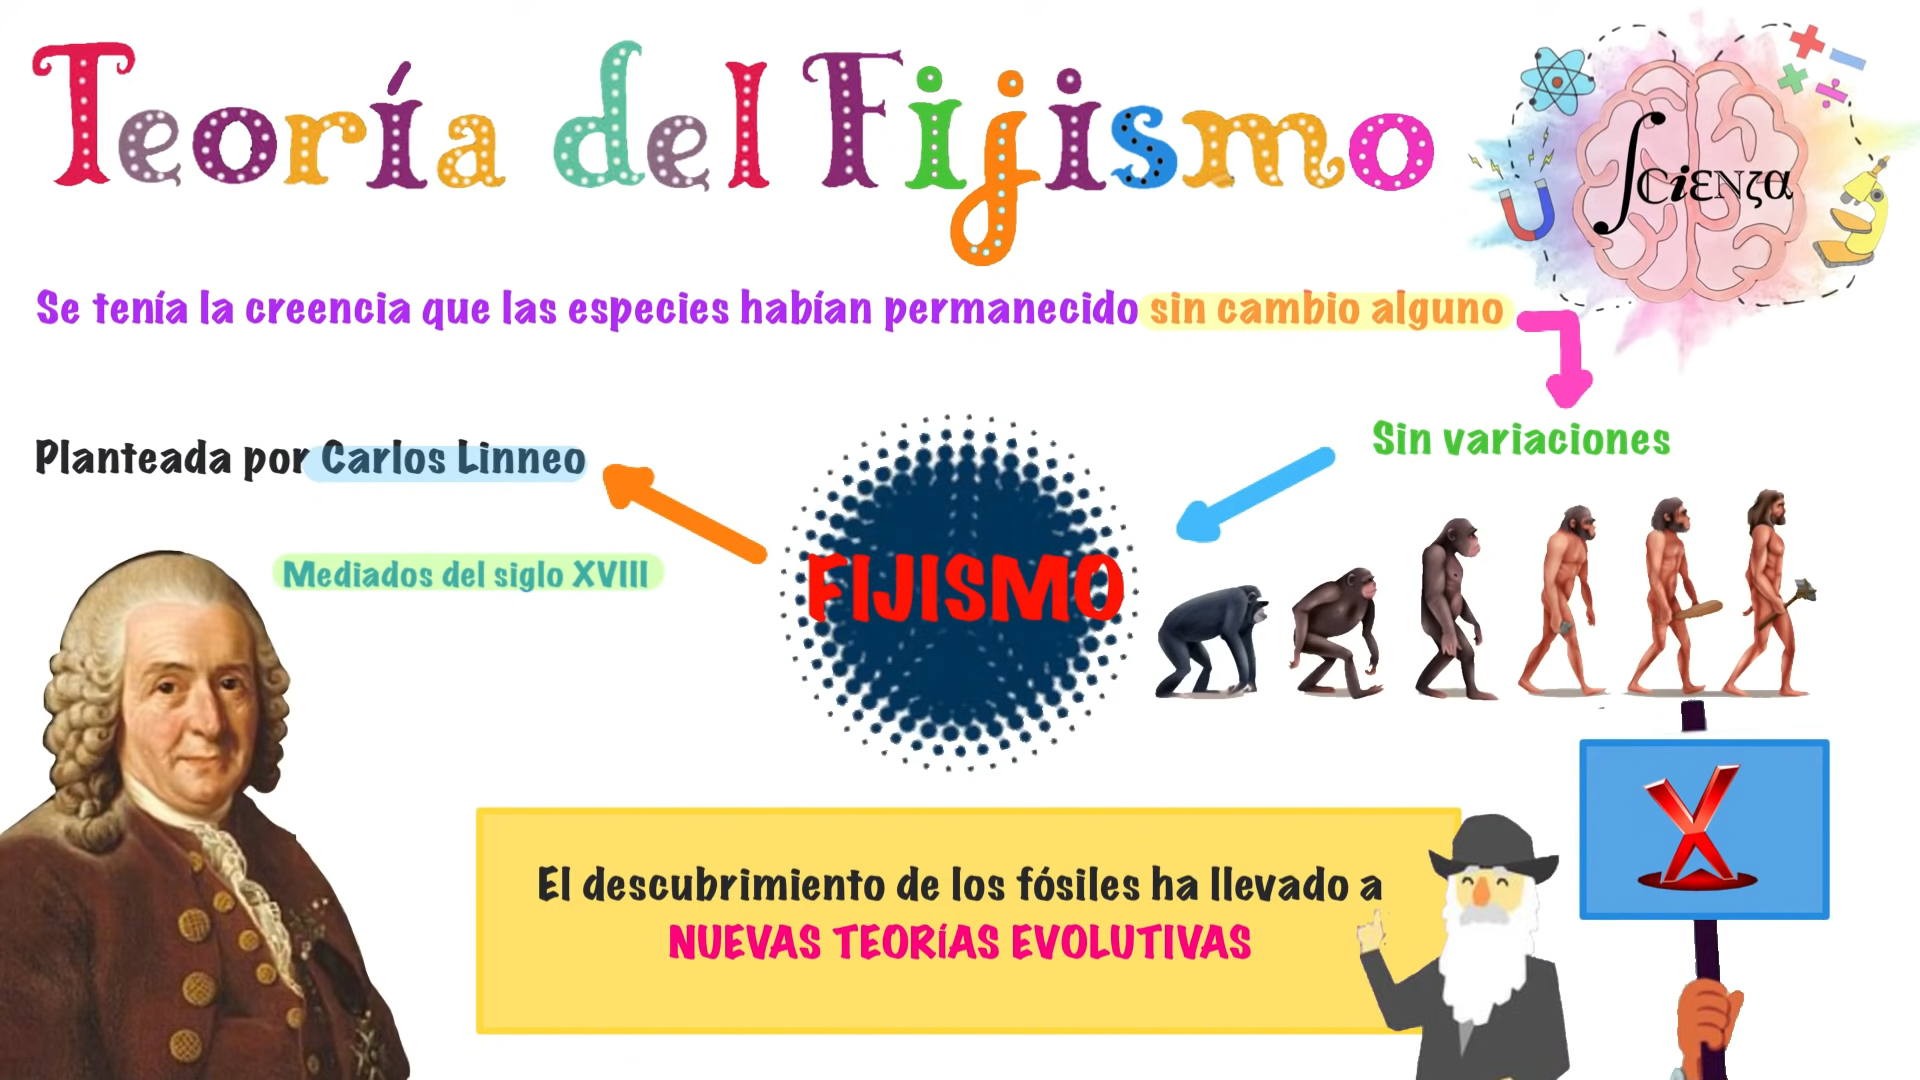 Teoría del Fijismo
SCIENζα
Se tenía la creencia que las especies habían permanecido sin cambio alguno
Sin variaciones
Planteada por Carlos Linneo
Mediados del siglo XVIII
FIJISMO
X
El descubrimiento de los fósiles ha llevado a
NUEVAS TEORÍAS EVOLUTIVAS